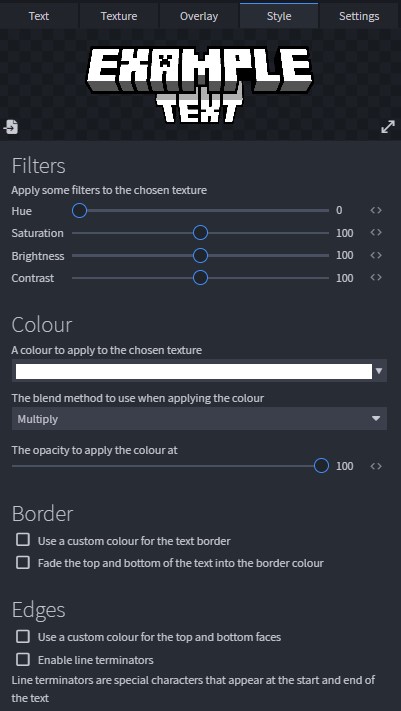 Text Texture Overlay Style Settings
EXAMPLE
TEXT
Filters
Apply some filters to the chosen texture
Hue 0
Saturation 100
Brightness 100
Contrast 100
Colour
A colour to apply to the chosen texture
The blend method to use when applying the colour
Multiply
The opacity to apply the colour at
100
Border
Use a custom colour for the text border
Fade the top and bottom of the text into the border colour
Edges
Use a custom colour for the top and bottom faces
Enable line terminators
Line terminators are special characters that appear at the start and end of
the text